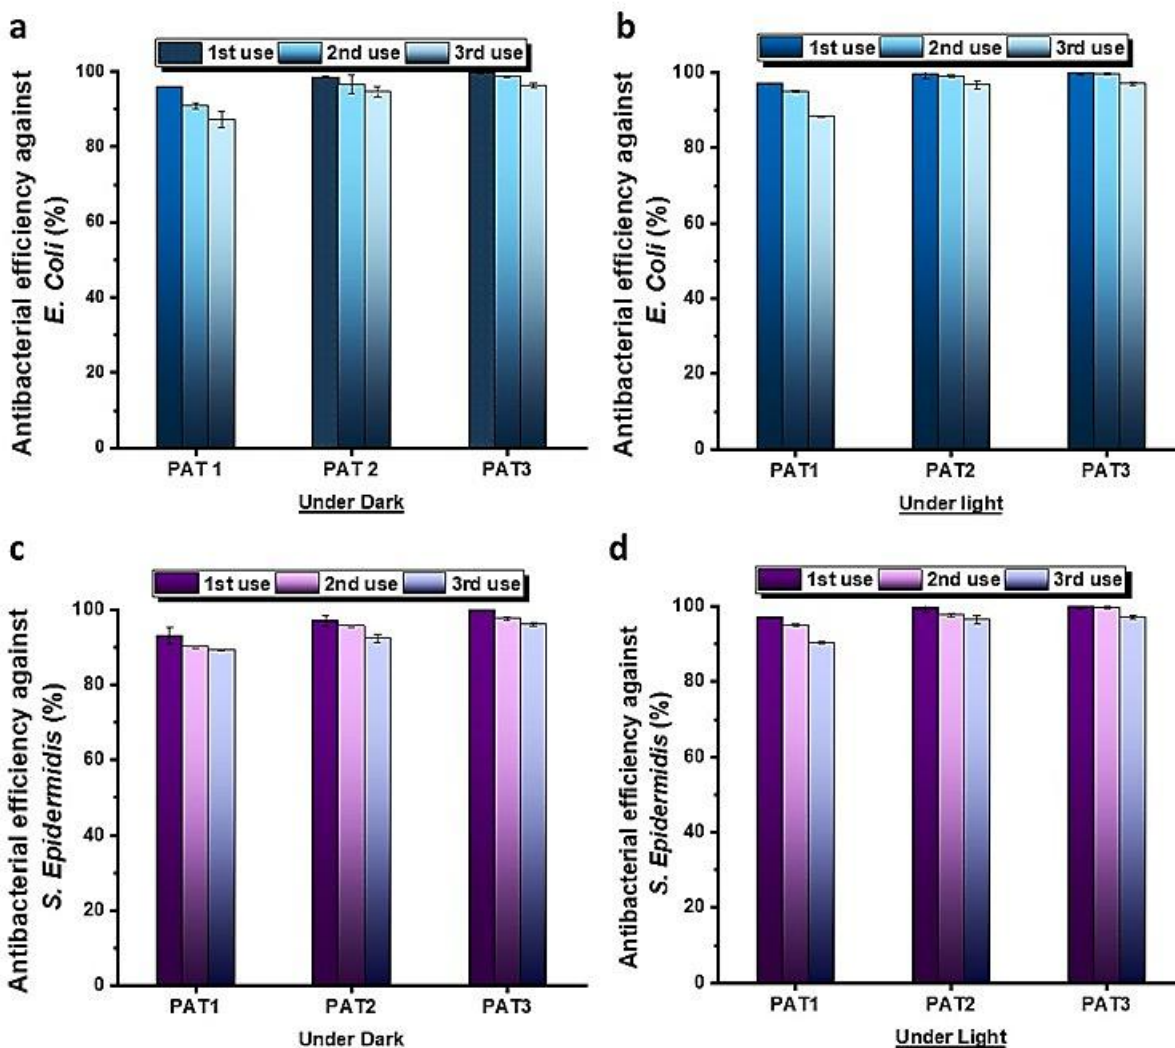 a
1st use 2nd use 3rd use
Antibacterial efficiency against
E. Coli (%)
100
80
60
40
20
0
PAT 1 PAT 2 PAT3
Under Dark
b
1st use 2nd use 3rd use
Antibacterial efficiency against
E. Coli (%)
100
80
60
40
20
0
PAT1 PAT2 PAT3
Under light
c
1st use 2nd use 3rd use
Antibacterial efficiency against
S. Epidermidis (%)
100
80
60
40
20
0
PAT1 PAT2 PAT3
Under Dark
d
1st use 2nd use 3rd use
Antibacterial efficiency against
S. Epidermidis (%)
100
80
60
40
20
0
PAT1 PAT2 PAT3
Under Light